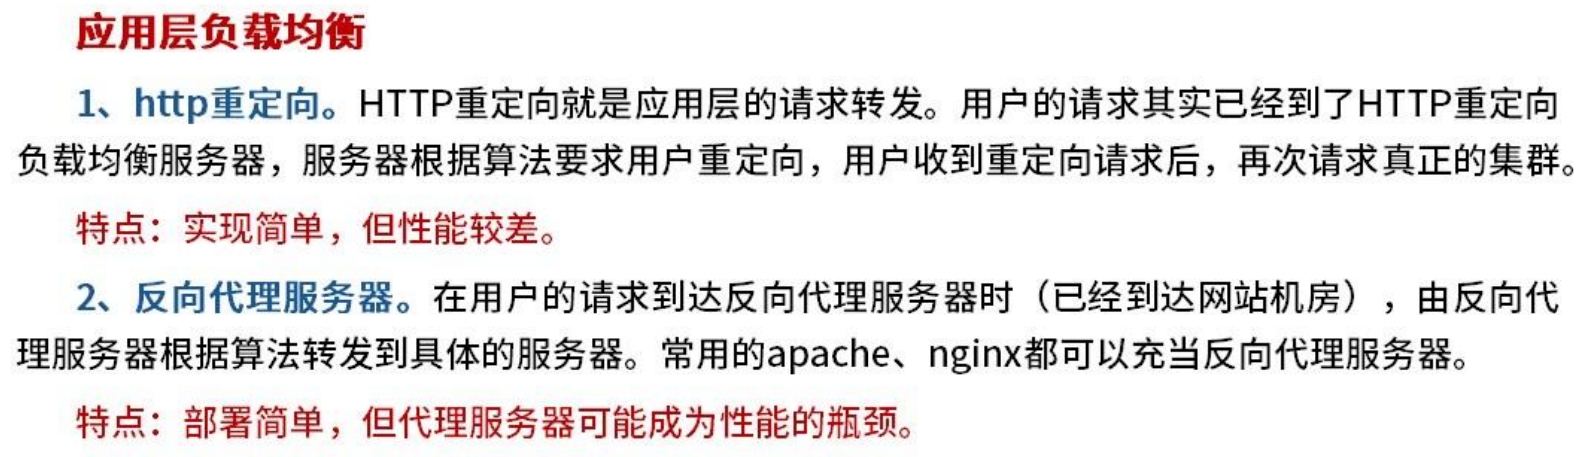 应用层负载均衡
1、http重定向。HTTP重定向就是应用层的请求转发。用户的请求其实已经到了HTTP重定向
负载均衡服务器，服务器根据算法要求用户重定向，用户收到重定向请求后，再次请求真正的集群。
特点：实现简单，但性能较差。
2、反向代理服务器。在用户的请求到达反向代理服务器时（已经到达网站机房），由反向代
理服务器根据算法转发到具体的服务器。常用的apache、nginx都可以充当反向代理服务器。
特点：部署简单，但代理服务器可能成为性能的瓶颈。